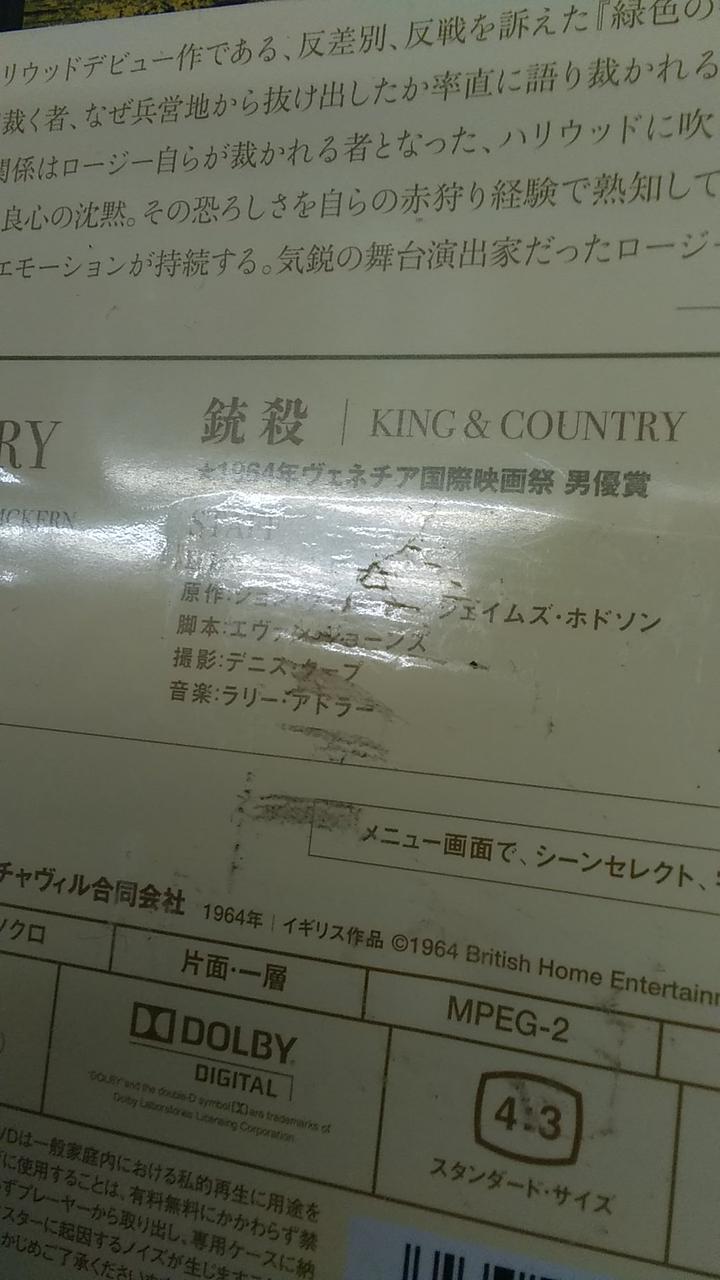 リウッドデビュー作である、反差別、反戦を訴えた『緑色の
裁く者、なぜ兵営地から抜け出したか率直に語り裁かれる
関係はロージー自らが裁かれる者となった、ハリウッドに吹
良心の沈黙。その恐ろしさを自らの赤狩り経験で熟知して
エモーションが持続する。気鋭の舞台演出家だったロージー
RY
銃殺 | KING & COUNTRY
★1964年ヴェネチア国際映画祭 男優賞
CKERN
STAFF
原作:ジョン ジェイムズ・ホドソン
脚本:エヴァン・ジョーンズ
撮影:デニス・クープ
音楽:ラリー・アドラー
メニュー画面で、シーンセレクト、
チャヴィル合同会社 1964年 | イギリス作品 ©1964 British Home Entertainm
ノクロ
片面・一層
MPEG-2
DOLBY
DIGITAL
"DOLBY" and the double-D symbol are trademarks of
Dolby Laboratories Licensing Corporation.
4:3
スタンダード・サイズ
VDは一般家庭内における私的再生に用途を
に使用することは、有料無料にかかわらず禁
ずプレーヤーから取り出し、専用ケースに納
スターに起因するノイズが生じます
かじめご了承ください